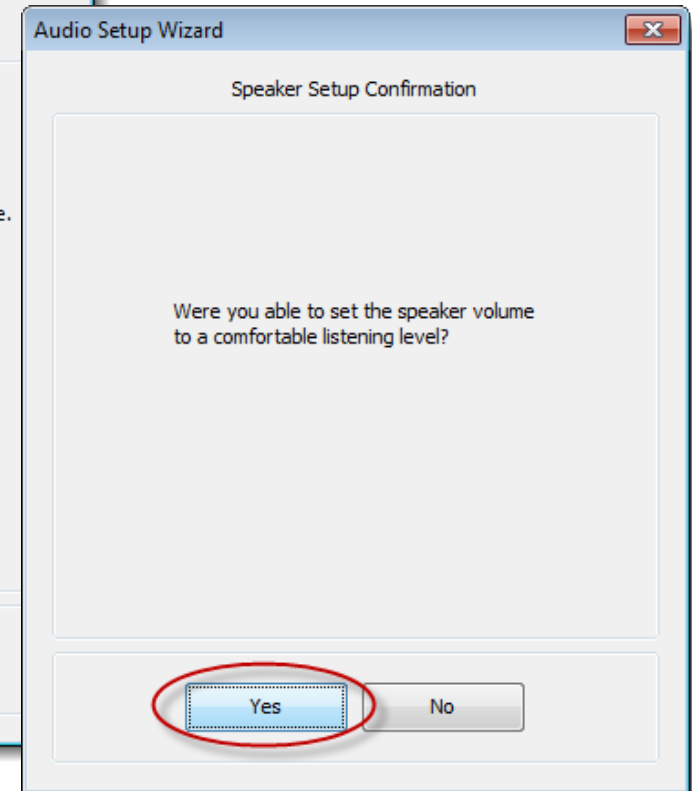 Audio Setup Wizard
Speaker Setup Confirmation
e.
Were you able to set the speaker volume
to a comfortable listening level?
Yes No